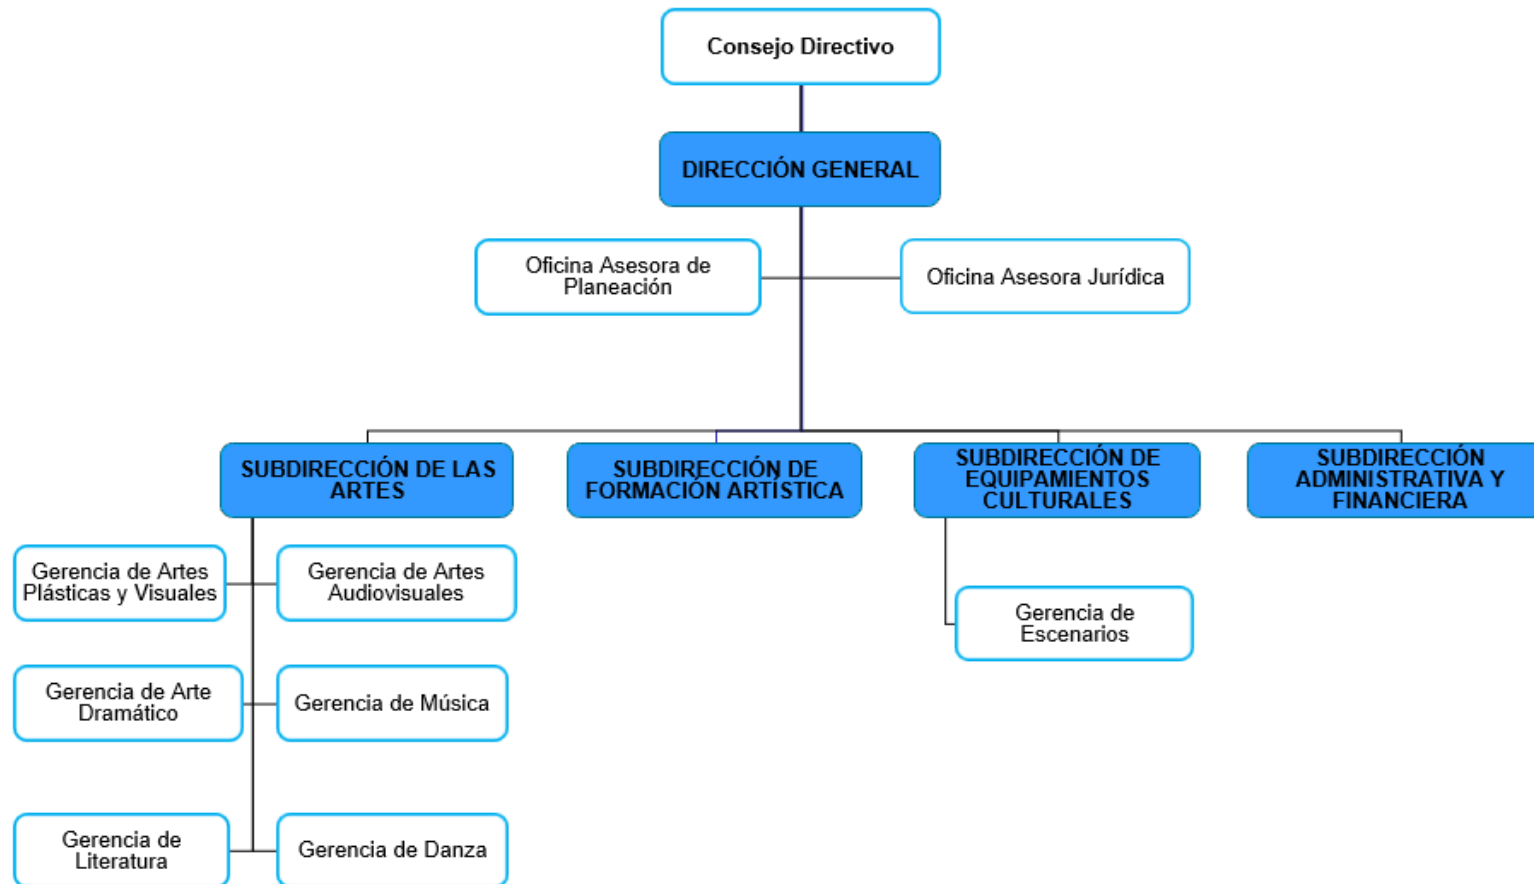 Consejo Directivo
DIRECCIÓN GENERAL
Oficina Asesora de
Planeación
Oficina Asesora Jurídica
SUBDIRECCIÓN DE LAS
ARTES
SUBDIRECCIÓN DE
FORMACIÓN ARTÍSTICA
SUBDIRECCIÓN DE
EQUIPAMIENTOS
CULTURALES
SUBDIRECCIÓN
ADMINISTRATIVA Y
FINANCIERA
Gerencia de Artes
Plásticas y Visuales
Gerencia de Artes
Audiovisuales
Gerencia de
Escenarios
Gerencia de Arte
Dramático
Gerencia de Música
Gerencia de
Literatura
Gerencia de Danza